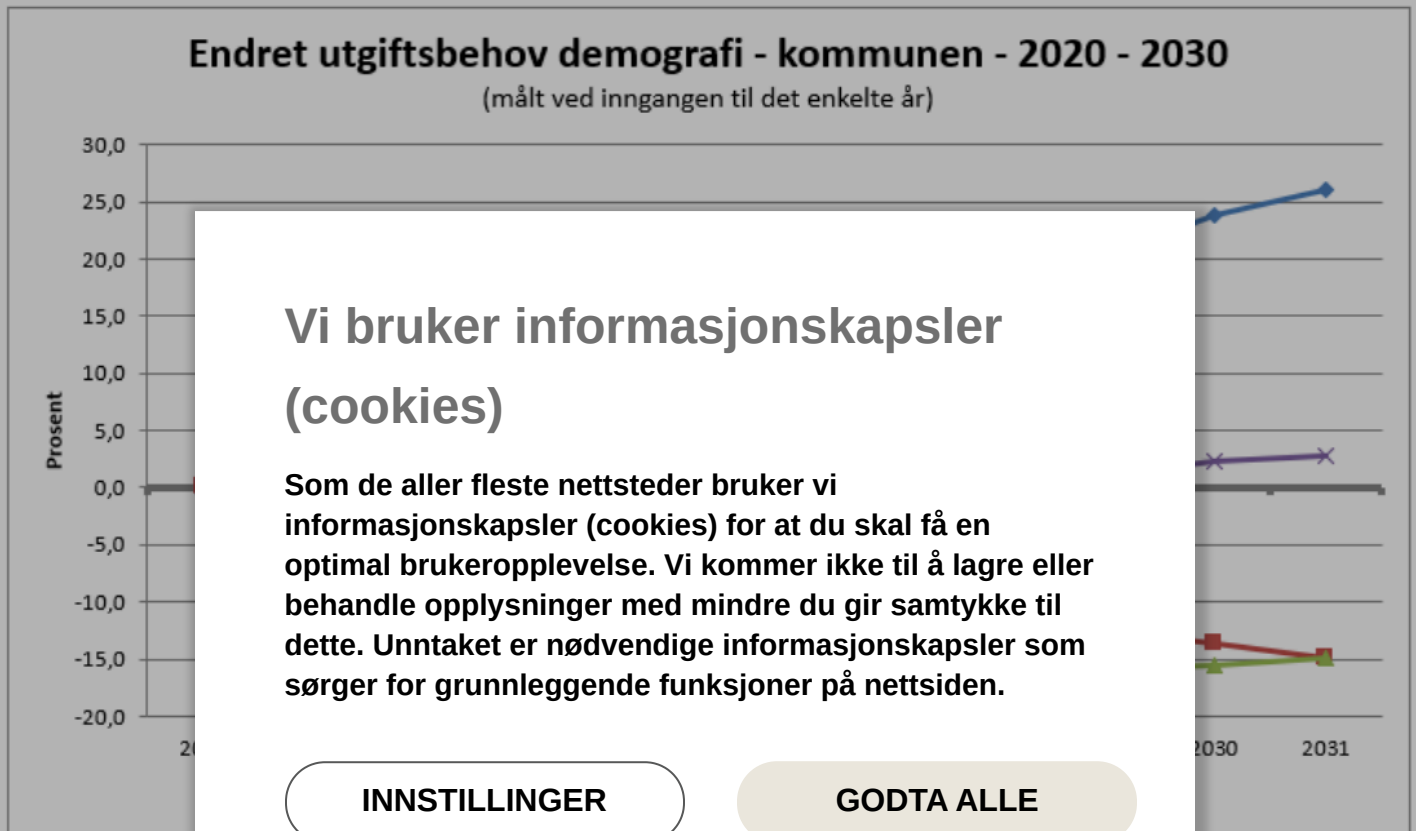 Endret utgiftsbehov demografi - kommunen - 2020 - 2030
(målt ved inngangen til det enkelte år)
30,0
25,0
20,0
15,0
10,0
5,0
0,0
-5,0
-10,0
-15,0
-20,0
Prosent
Vi bruker informasjonskapsler
(cookies)
Som de aller fleste nettsteder bruker vi
informasjonskapsler (cookies) for at du skal få en
optimal brukeropplevelse. Vi kommer ikke til å lagre eller
behandle opplysninger med mindre du gir samtykke til
dette. Unntaket er nødvendige informasjonskapsler som
sørger for grunnleggende funksjoner på nettsiden.
2030 2031
INNSTILLINGER GODTA ALLE